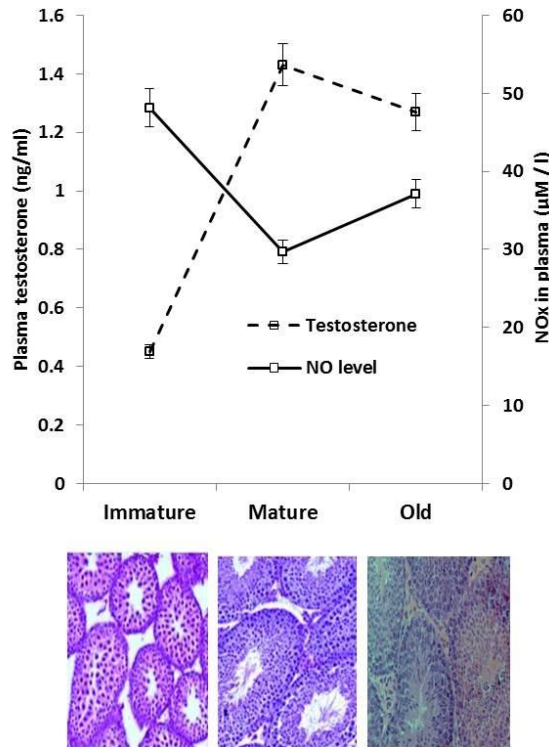 Plasma testosterone (ng/ml)
1.6
1.4
1.2
1
0.8
0.6
0.4
0.2
0
60
50
40
30
20
10
0
NOx in plasma (µM / l)
Testosterone
NO level
Immature
Mature
Old